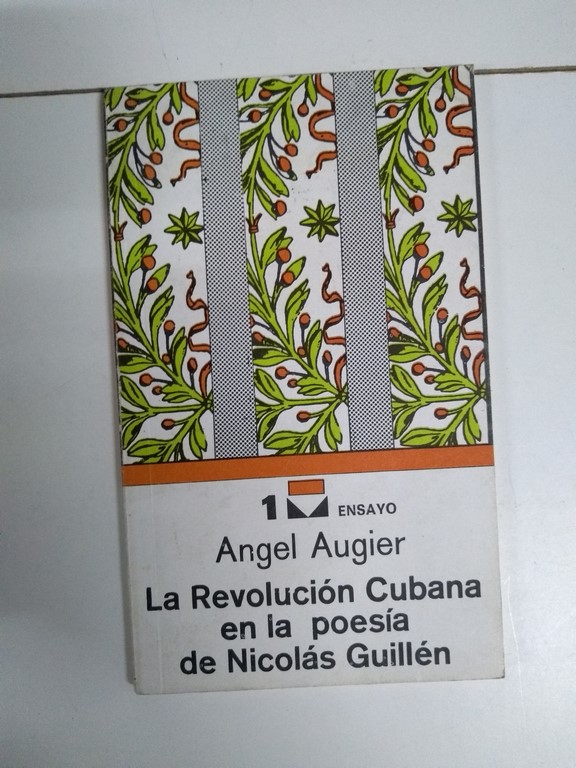 1 ENSAYO
Angel Augier
La Revolución Cubana
en la poesía
de Nicolás Guillén